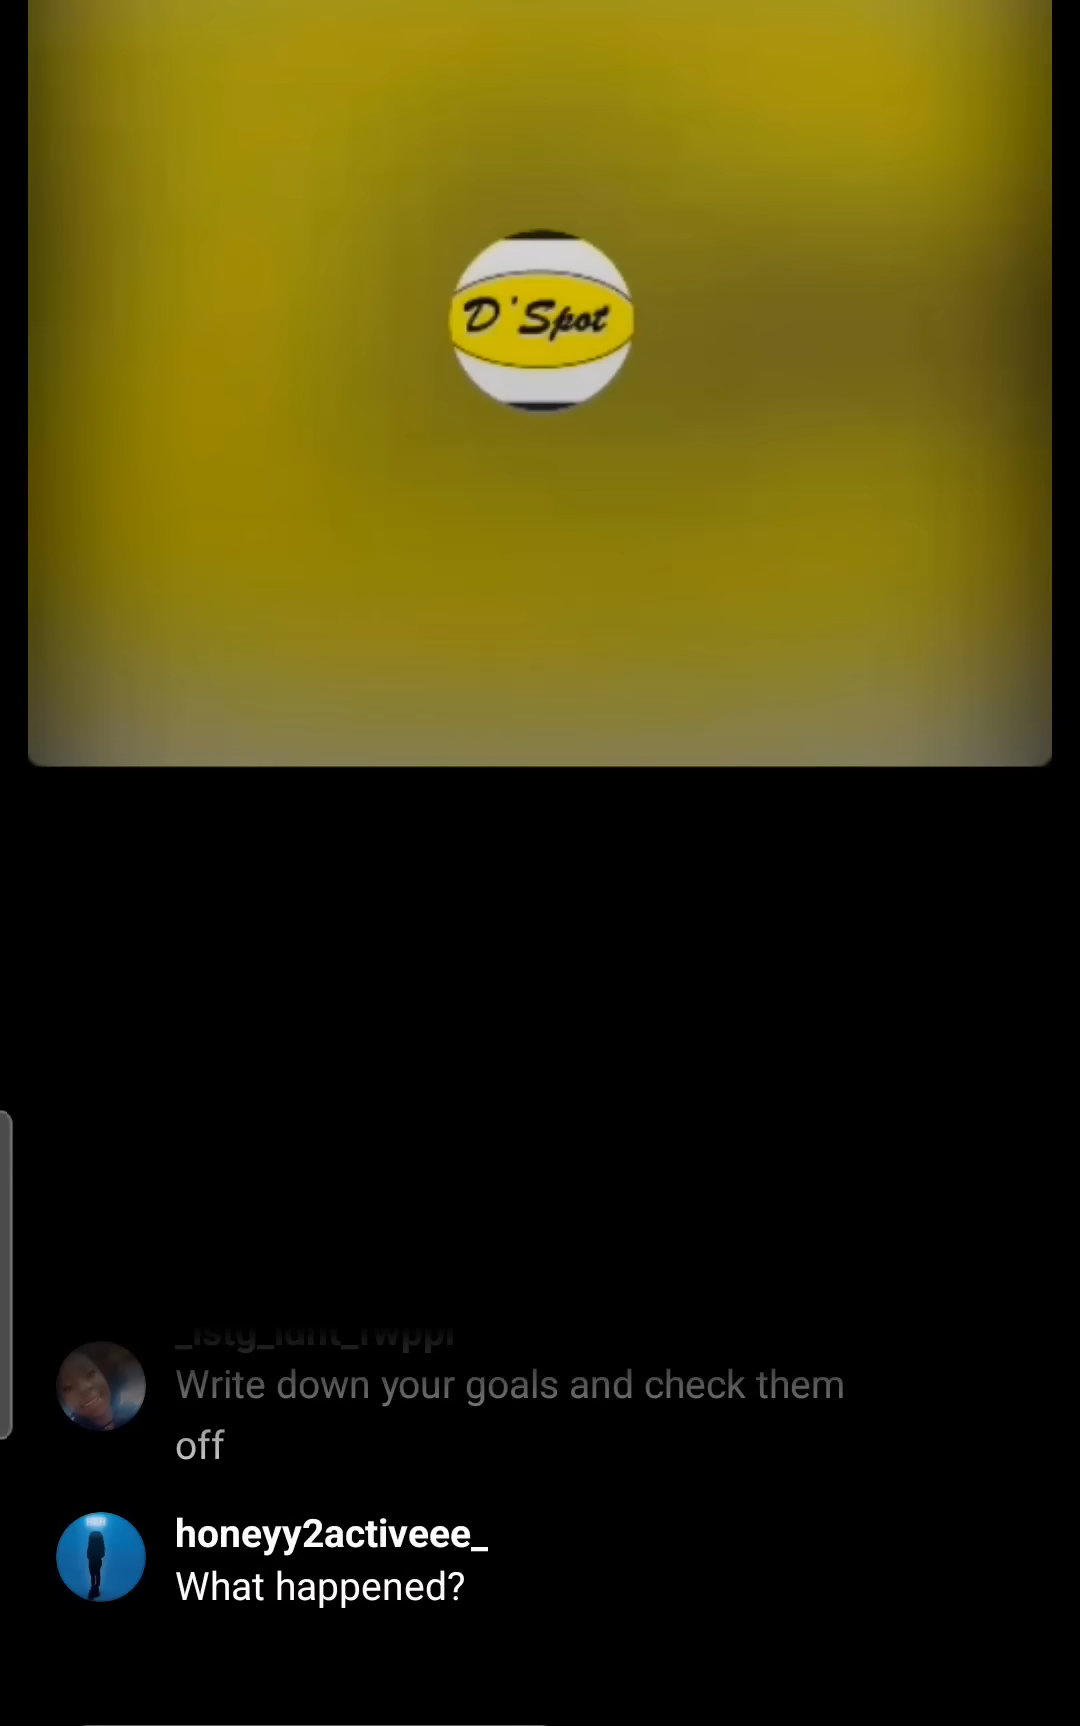 D'Spot
Write down your goals and check them
off
honeyy2activeee_
What happened?